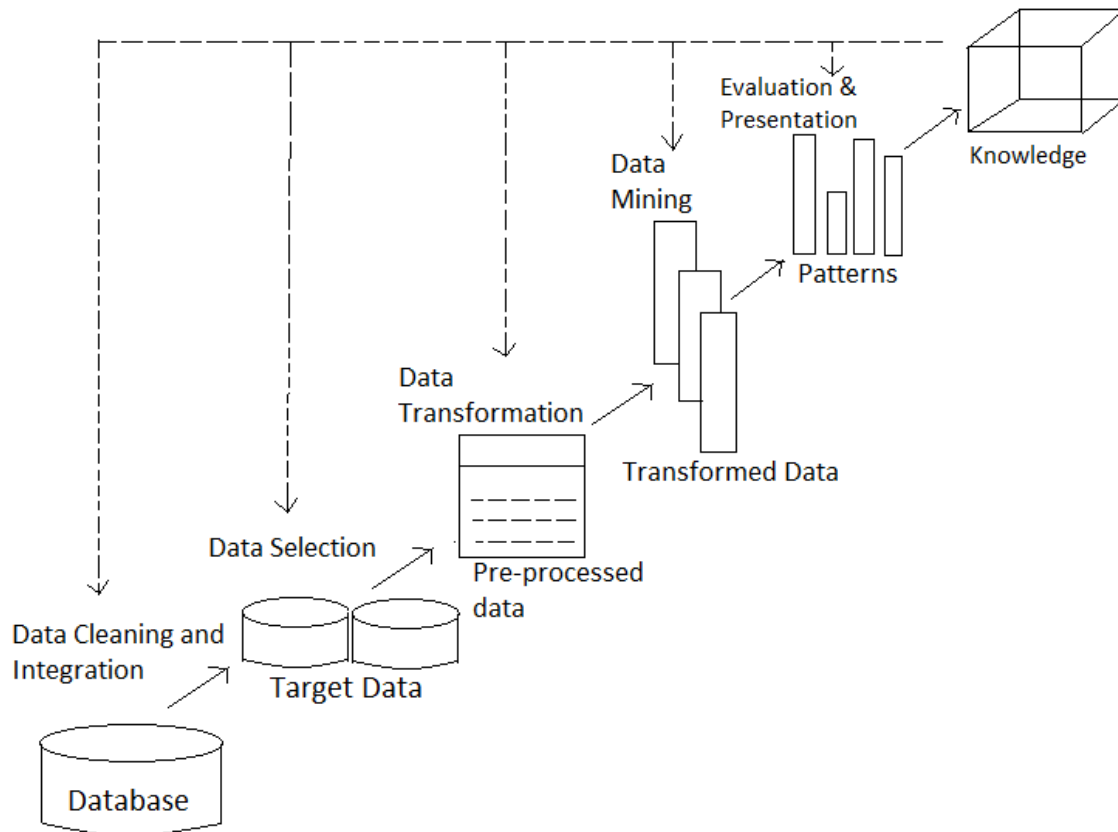 Evaluation &
Presentation
Knowledge
Data
Mining
Patterns
Data
Transformation
Transformed Data
Data Selection
Pre-processed
data
Data Cleaning and
Integration
Target Data
Database